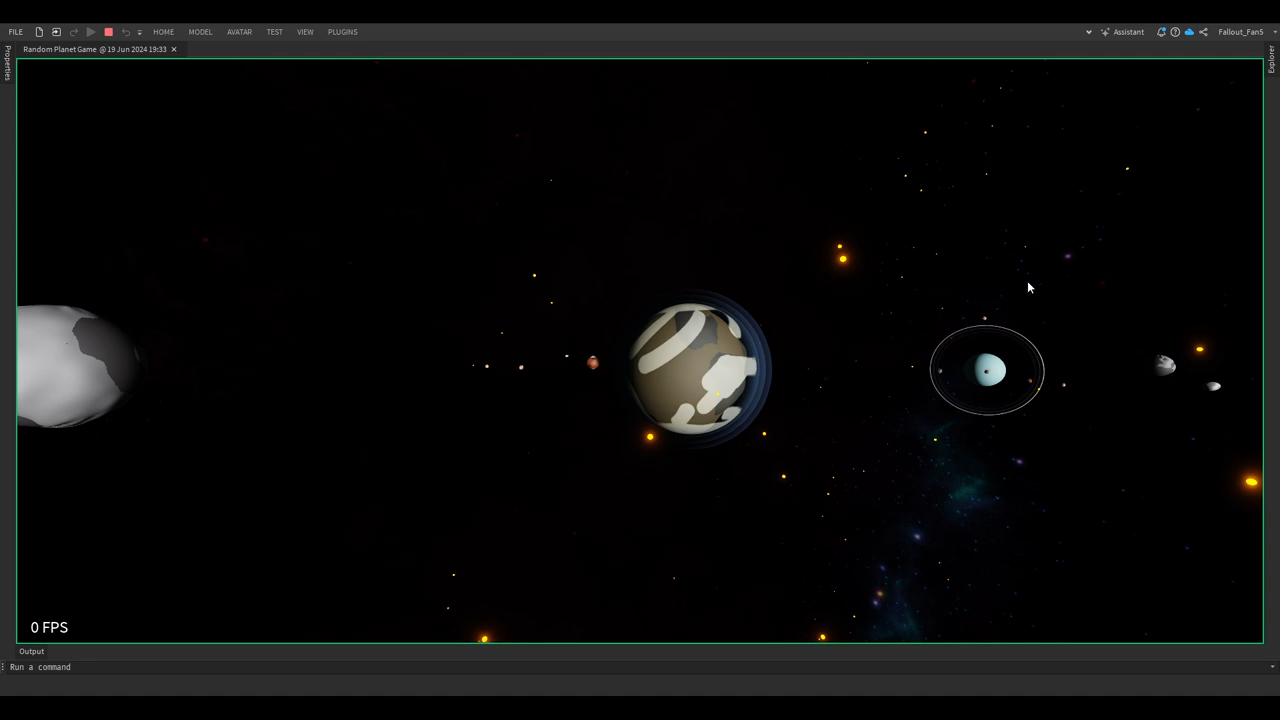 FILE HOME MODEL AVATAR TEST VIEW PLUGINS Assistant Fallout_Fan5
Random Planet Game @ 19 Jun 2024 19:33
Properties
Explorer
0 FPS
Output
Run a command